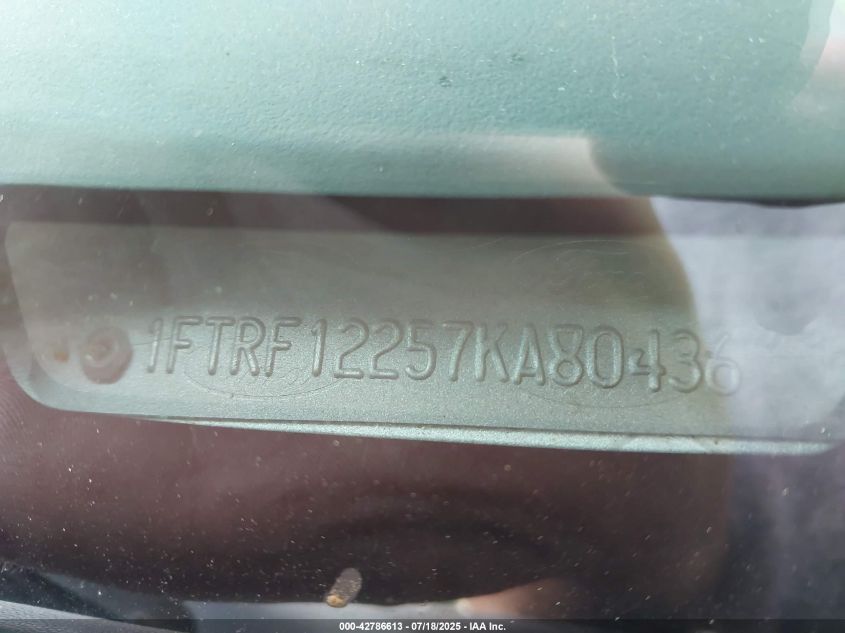 1FTRF12257KA80436
000-42786613 - 07/18/2025 - IAA Inc.